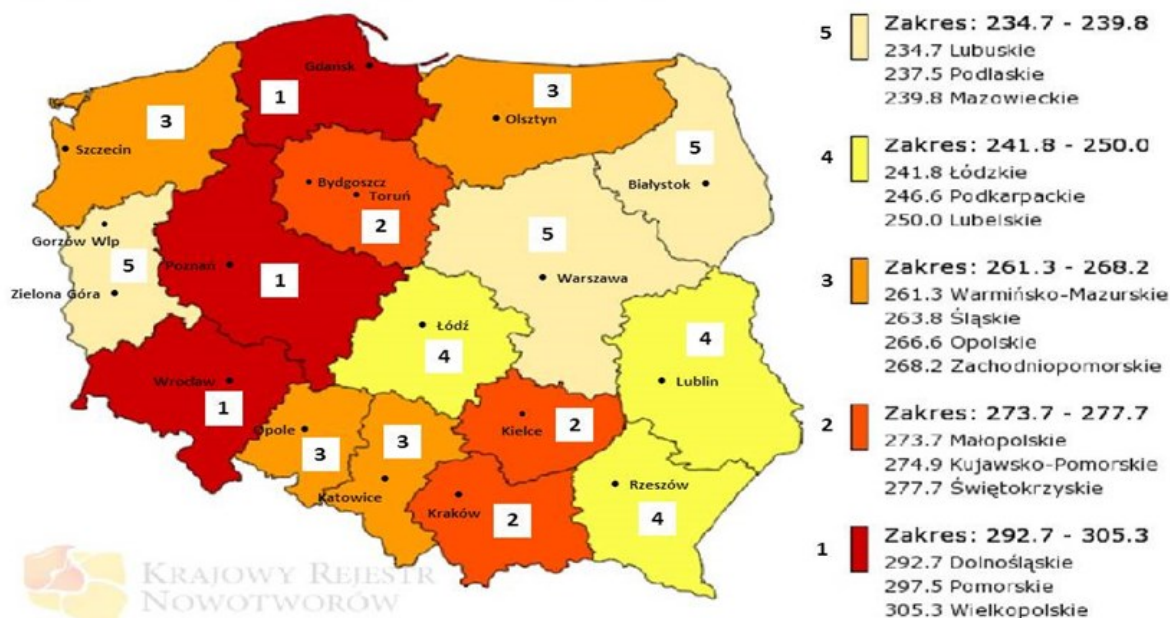 Gdańsk
1
3
Szczecin
3
Olsztyn
5
Białystok
Bydgoszcz
Toruń
2
Gorzów Wlp
5
Zielona Góra
Poznań
1
5
Warszawa
Łódź
4
4
Lublin
Wrocław
1
Opole
3
3
Katowice
Kielce
2
Kraków
2
Rzeszów
4
KRAJOWY REJESTR
NOWOTWORÓW
5 Zakres: 234.7 - 239.8
234.7 Lubuskie
237.5 Podlaskie
239.8 Mazowieckie
4 Zakres: 241.8 - 250.0
241.8 Łódzkie
246.6 Podkarpackie
250.0 Lubelskie
3 Zakres: 261.3 - 268.2
261.3 Warmińsko-Mazurskie
263.8 Śląskie
266.6 Opolskie
268.2 Zachodniopomorskie
2 Zakres: 273.7 - 277.7
273.7 Małopolskie
274.9 Kujawsko-Pomorskie
277.7 Świętokrzyskie
1 Zakres: 292.7 - 305.3
292.7 Dolnośląskie
297.5 Pomorskie
305.3 Wielkopolskie